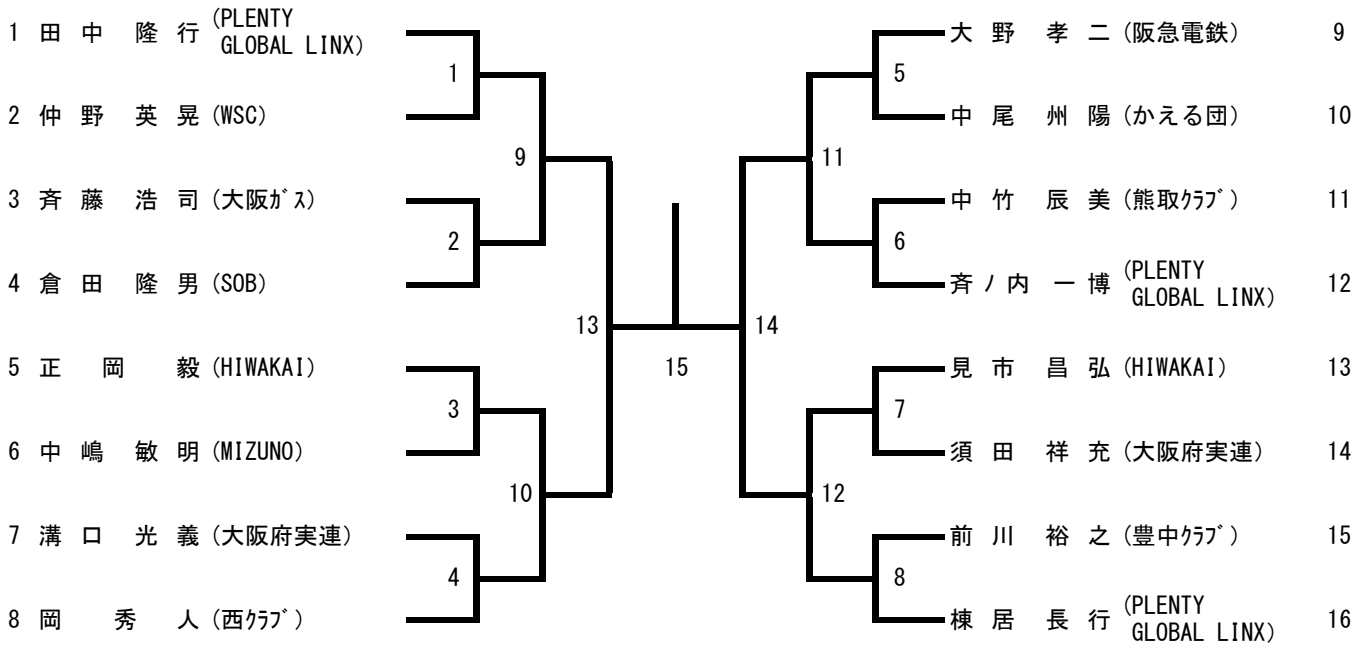 1 田中 隆行 (PLENTY GLOBAL LINX)
1
2 仲野 英晃 (WSC)
9
3 斉藤 浩司 (大阪ｶﾞｽ)
2
4 倉田 隆男 (SOB)
13
5 正岡 毅 (HIWAKAI)
3
6 中嶋 敏明 (MIZUNO)
10
7 溝口 光義 (大阪府実連)
4
8 岡 秀人 (西ｸﾗﾌﾞ)
15
大野 孝二 (阪急電鉄) 9
5
中尾 州陽 (かえる団) 10
11
中竹 辰美 (熊取ｸﾗﾌﾞ) 11
6
斉ノ内 一博 (PLENTY GLOBAL LINX) 12
14
見市 昌弘 (HIWAKAI) 13
7
須田 祥充 (大阪府実連) 14
12
前川 裕之 (豊中ｸﾗﾌﾞ) 15
8
棟居 長行 (PLENTY GLOBAL LINX) 16